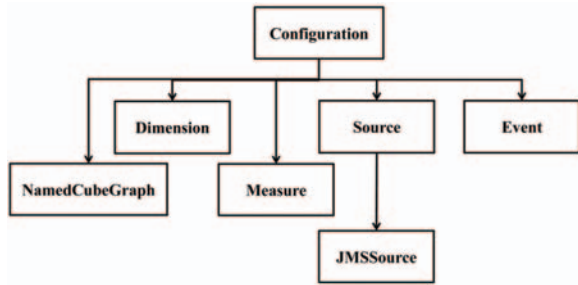 Configuration
Dimension
Source
Event
NamedCubeGraph
Measure
JMSSource